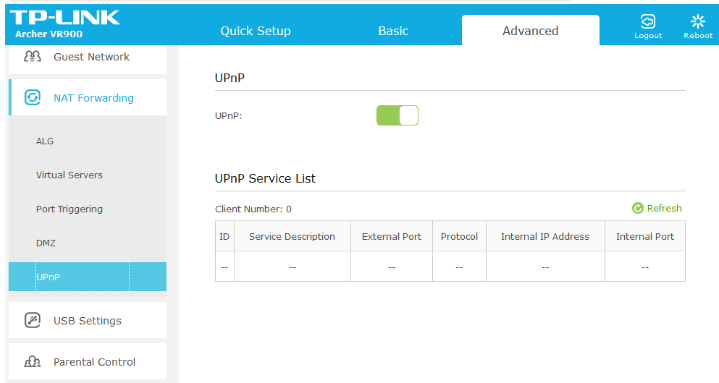 TP-LINK
Archer VR900
Quick Setup
Basic
Advanced
Logout
Reboot
Guest Network
NAT Forwarding
ALG
Virtual Servers
Port Triggering
DMZ
UPnP
USB Settings
Parental Control
UPnP
UPnP:
UPnP Service List
Client Number: 0
Refresh
ID Service Description External Port Protocol Internal IP Address Internal Port
-- -- -- -- -- --